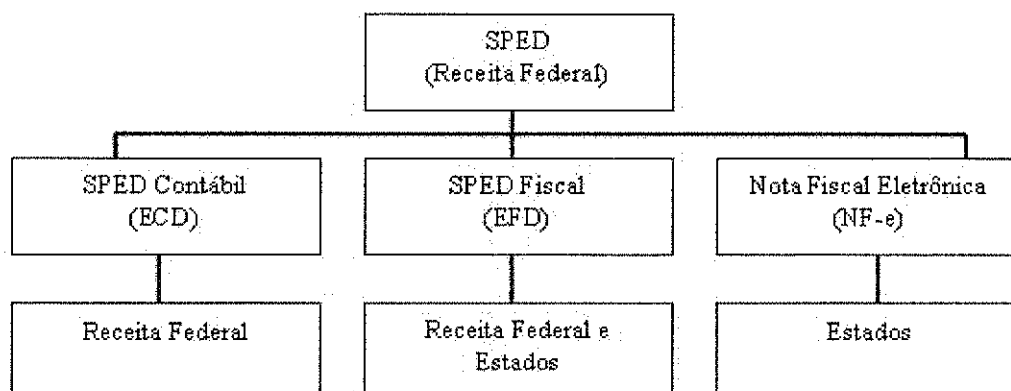 SPED
(Receita Federal)
SPED Contábil
(ECD)
SPED Fiscal
(EFD)
Nota Fiscal Eletrônica
(NF-e)
Receita Federal
Receita Federal e
Estados
Estados